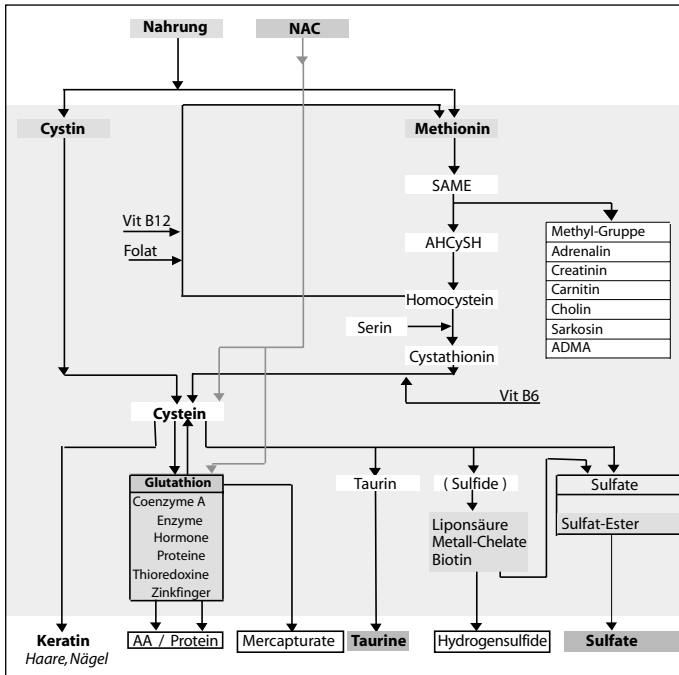 Nahrung
NAC
Cystin
Methionin
SAME
Vit B12
Folat
AHCySH
Methyl-Gruppe
Adrenalin
Creatinin
Carnitin
Cholin
Sarkosin
ADMA
Homocystein
Serin
Cystathionin
Vit B6
Cystein
Glutathion
Coenzyme A
Enzyme
Hormone
Proteine
Thioredoxine
Zinkfinger
Taurin
( Sulfide )
Liponsäure
Metall-Chelate
Biotin
Sulfate
Sulfat-Ester
Keratin
Haare, Nägel
AA / Protein
Mercapturate
Taurine
Hydrogensulfide
Sulfate